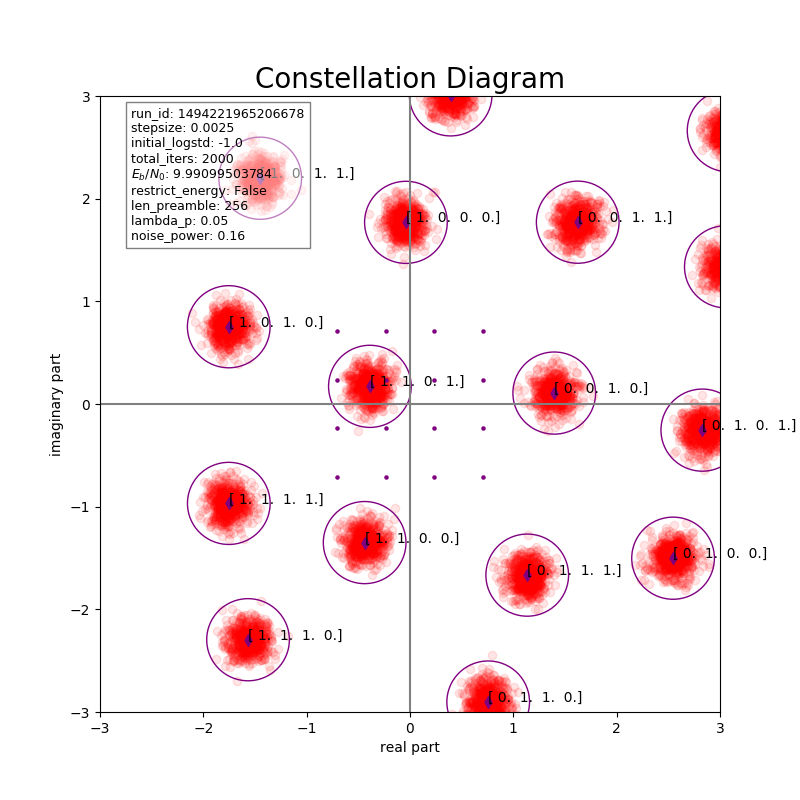 Constellation Diagram
run_id: 1494221965206678
stepsize: 0.0025
initial_logstd: -1.0
total_iters: 2000
E_b/N_0: 9.99099503784
restrict_energy: False
len_preamble: 256
lambda_p: 0.05
noise_power: 0.16
0. 1. 1.]
[ 1. 0. 0. 0.]
[ 0. 0. 1. 1.]
[ 1. 0. 1. 0.]
[ 1. 1. 0. 1.]
[ 0. 0. 1. 0.]
[ 0. 1. 0. 1.]
[ 1. 1. 1. 1.]
[ 1. 1. 0. 0.]
[ 0. 1. 0. 0.]
[ 0. 1. 1. 1.]
[ 1. 1. 1. 0.]
[ 0. 1. 1. 0.]
3
2
1
0
−1
−2
−3
imaginary part
−3 −2 −1 0 1 2 3
real part